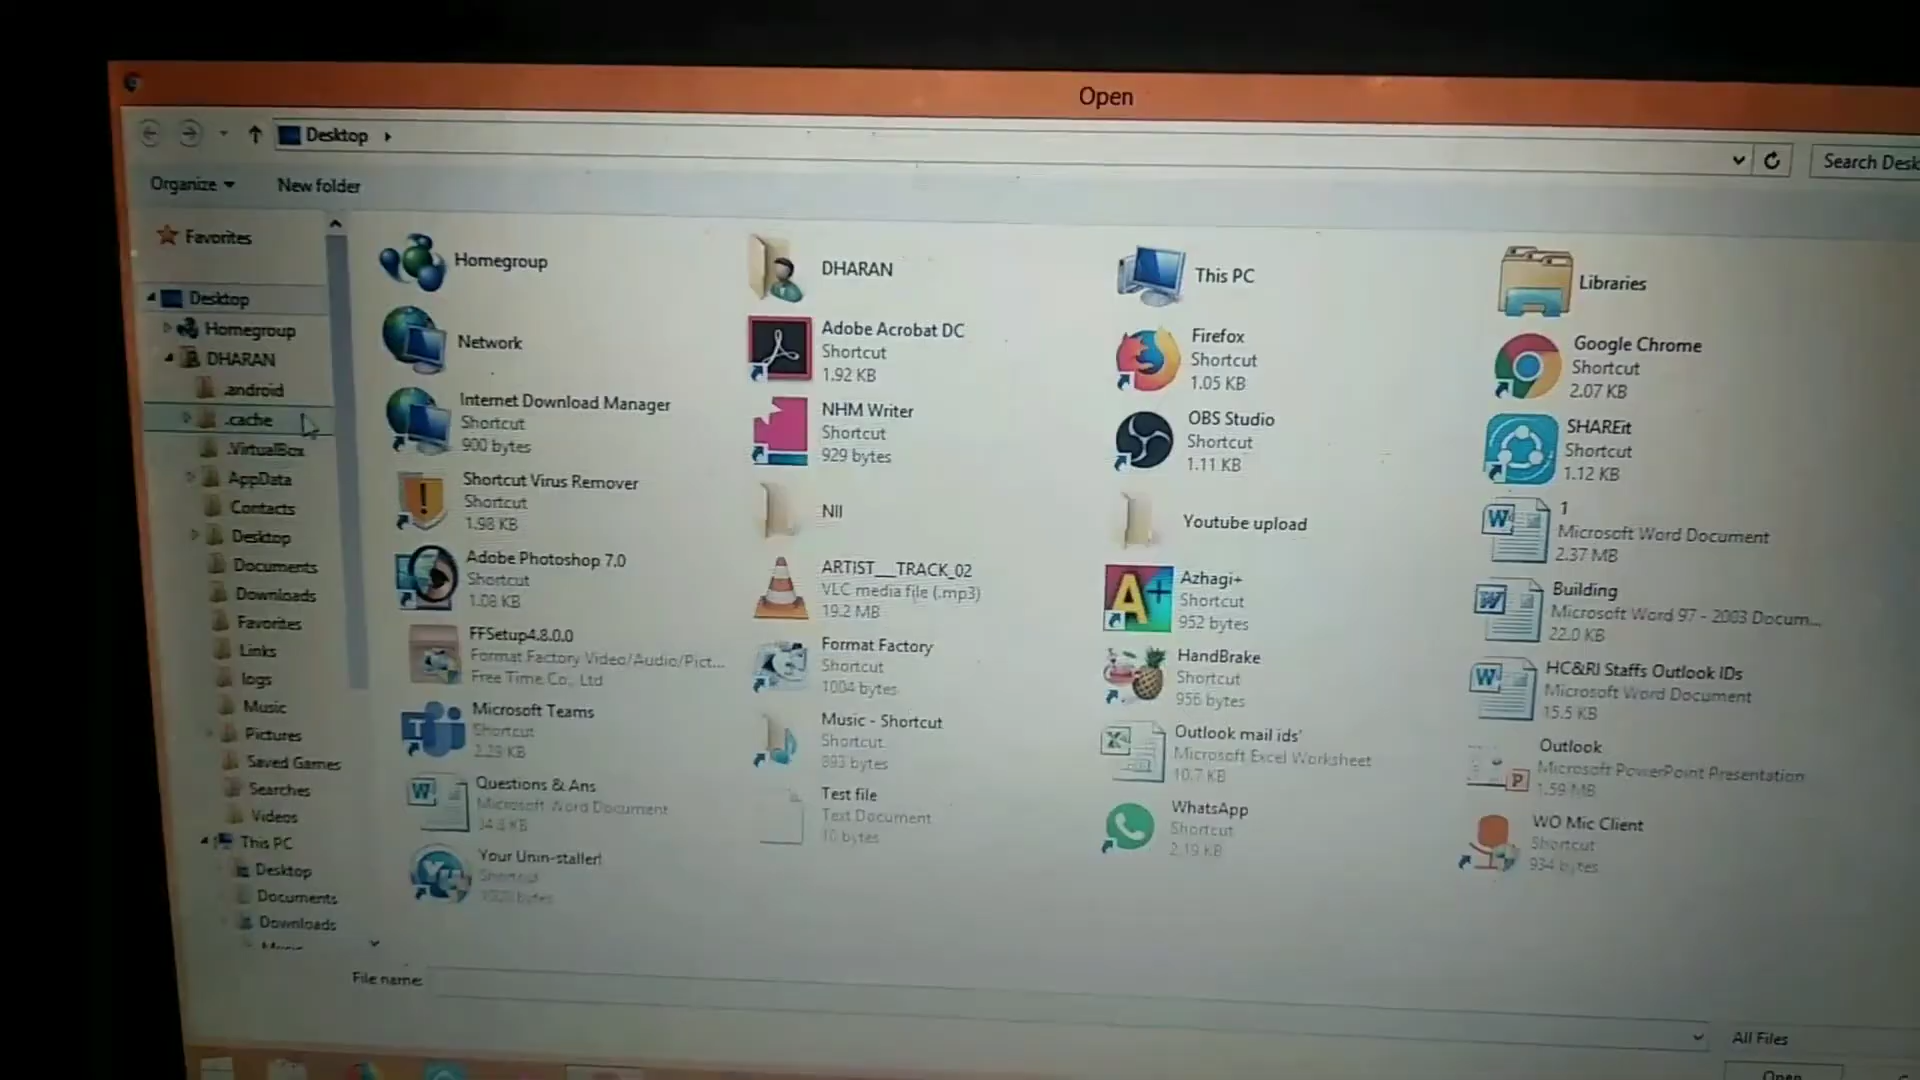 Open
Desktop
Search Desk
Organize
New folder
Favorites
Desktop
Homegroup
DHARAN
.android
.cache
.VirtualBox
AppData
Contacts
Desktop
Documents
Downloads
Favorites
Links
logs
Music
Pictures
Saved Games
Searches
Videos
This PC
Desktop
Documents
Downloads
Music
Homegroup
Network
Internet Download Manager
Shortcut
900 bytes
Shortcut Virus Remover
Shortcut
1.98 KB
Adobe Photoshop 7.0
Shortcut
1.08 KB
FFSetup4.8.0.0
Format Factory Video/Audio/Pict...
Free Time Co., Ltd
Microsoft Teams
Shortcut
2.29 KB
Questions & Ans
Microsoft Word Document
Your Unin-staller!
Shortcut
DHARAN
Adobe Acrobat DC
Shortcut
1.92 KB
NHM Writer
Shortcut
929 bytes
NII
ARTIST__TRACK_02
VLC media file (.mp3)
19.2 MB
Format Factory
Shortcut
1004 bytes
Music - Shortcut
Shortcut
893 bytes
Test file
Text Document
10 bytes
This PC
Firefox
Shortcut
1.05 KB
OBS Studio
Shortcut
1.11 KB
Youtube upload
Azhagi+
Shortcut
952 bytes
HandBrake
Shortcut
956 bytes
Outlook mail ids'
Microsoft Excel Worksheet
10.7 KB
WhatsApp
Shortcut
2.19 KB
Libraries
Google Chrome
Shortcut
2.07 KB
SHAREit
Shortcut
1.12 KB
1
Microsoft Word Document
2.37 MB
Building
Microsoft Word 97 - 2003 Docum...
22.0 KB
HC&RI Staffs Outlook IDs
Microsoft Word Document
15.5 KB
Outlook
Microsoft PowerPoint Presentation
1.59 MB
WO Mic Client
Shortcut
934 bytes
File name:
All Files
Open